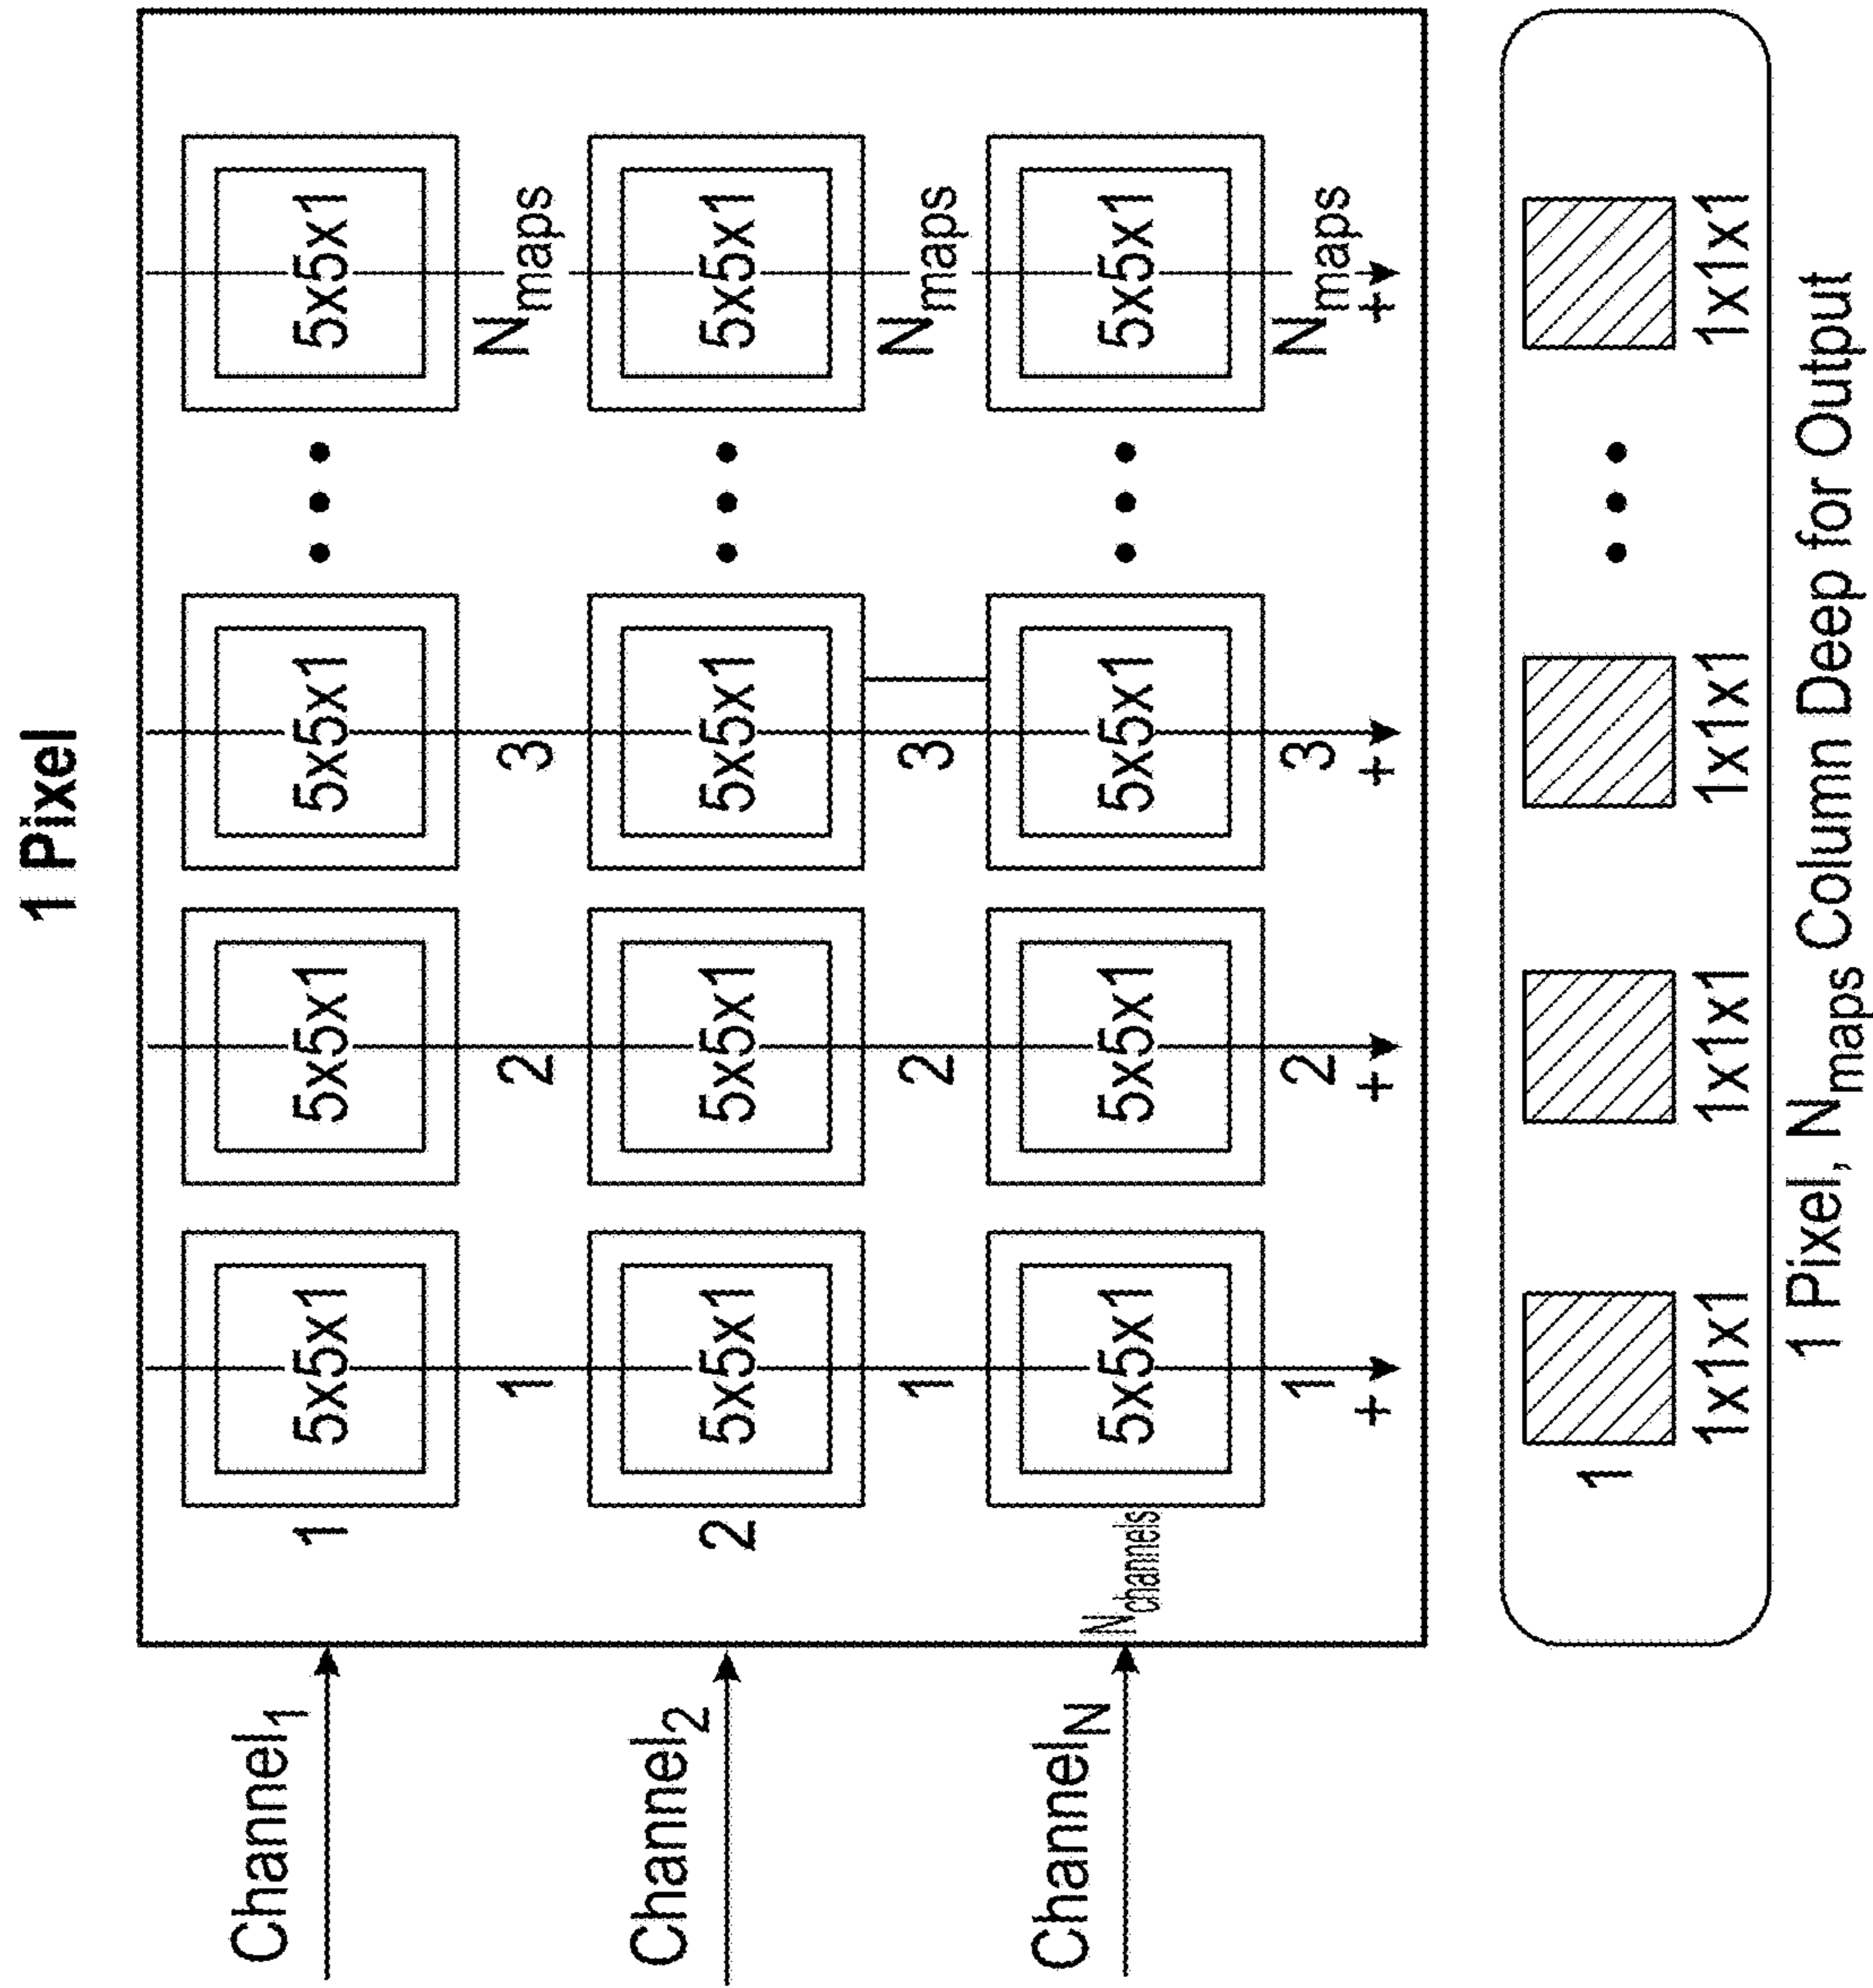 1 Pixel
Channel₁
1 5x5x1 5x5x1 5x5x1 • • • 5x5x1
1 2 3 Nmaps
Channel₂
2 5x5x1 5x5x1 5x5x1 • • • 5x5x1
1 2 3 Nmaps
ChannelN
Nchannels 5x5x1 5x5x1 5x5x1 • • • 5x5x1
1 2 3 Nmaps
+ + + +
1 • • •
1x1x1 1x1x1 1x1x1 1x1x1
1 Pixel, Nmaps Column Deep for Output